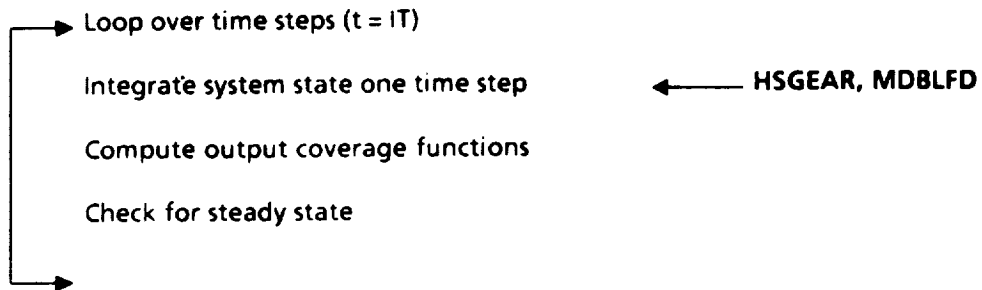 Loop over time steps (t = IT)
Integrate system state one time step HSGEAR, MDBLFD
Compute output coverage functions
Check for steady state